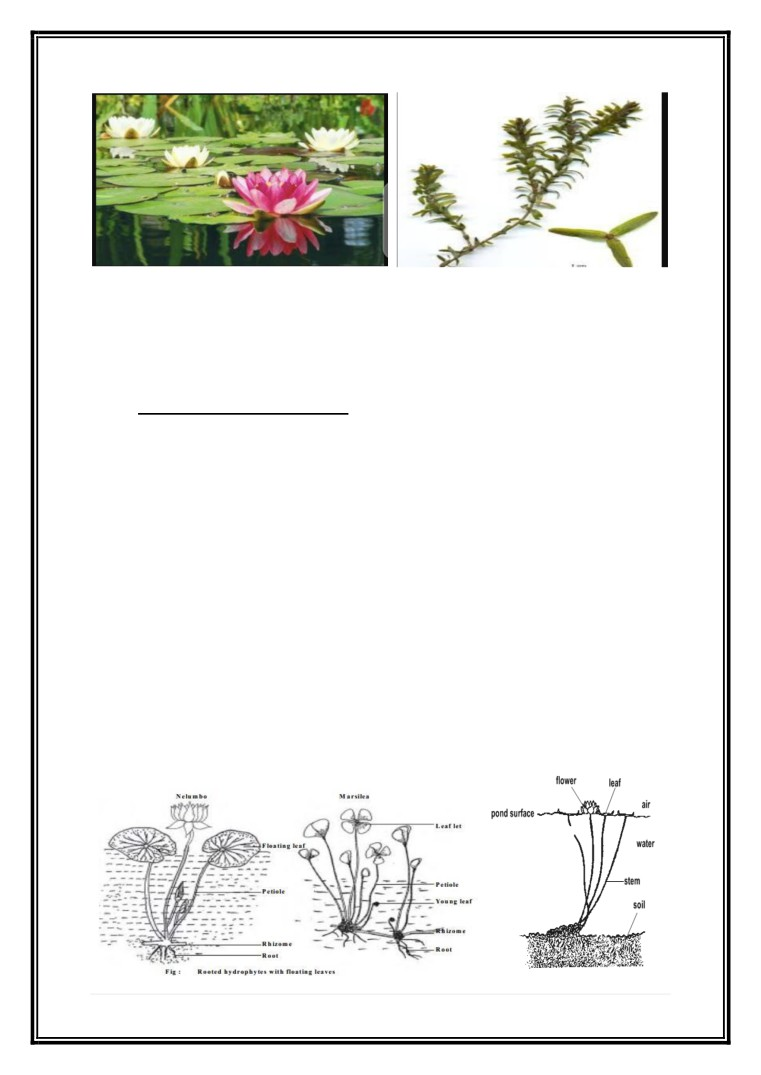 Nelumbo
Floating leaf
Petiole
Rhizome
Root
Marsilea
Leaf let
Petiole
Young leaf
Rhizome
Root
Fig : Rooted hydrophytes with floating leaves
flower
leaf
air
pond surface
water
stem
soil